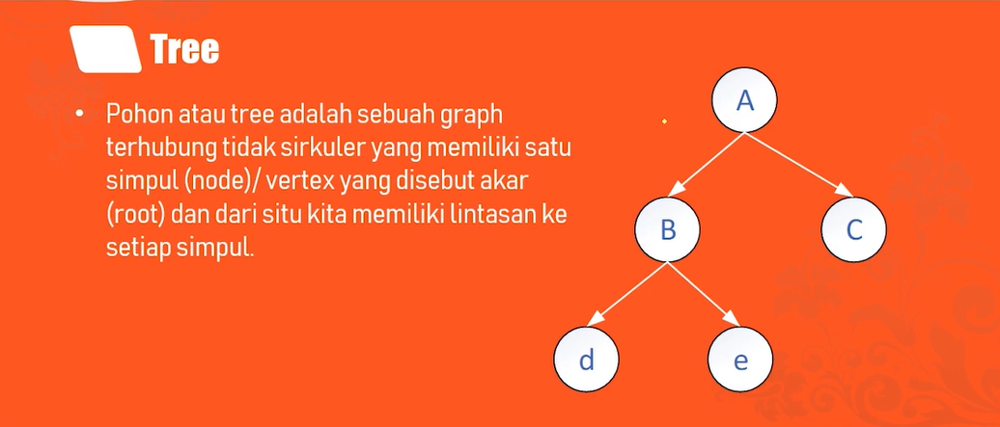 Tree
• Pohon atau tree adalah sebuah graph
terhubung tidak sirkuler yang memiliki satu
simpul (node)/ vertex yang disebut akar
(root) dan dari situ kita memiliki lintasan ke
setiap simpul.
A
B
C
d
e